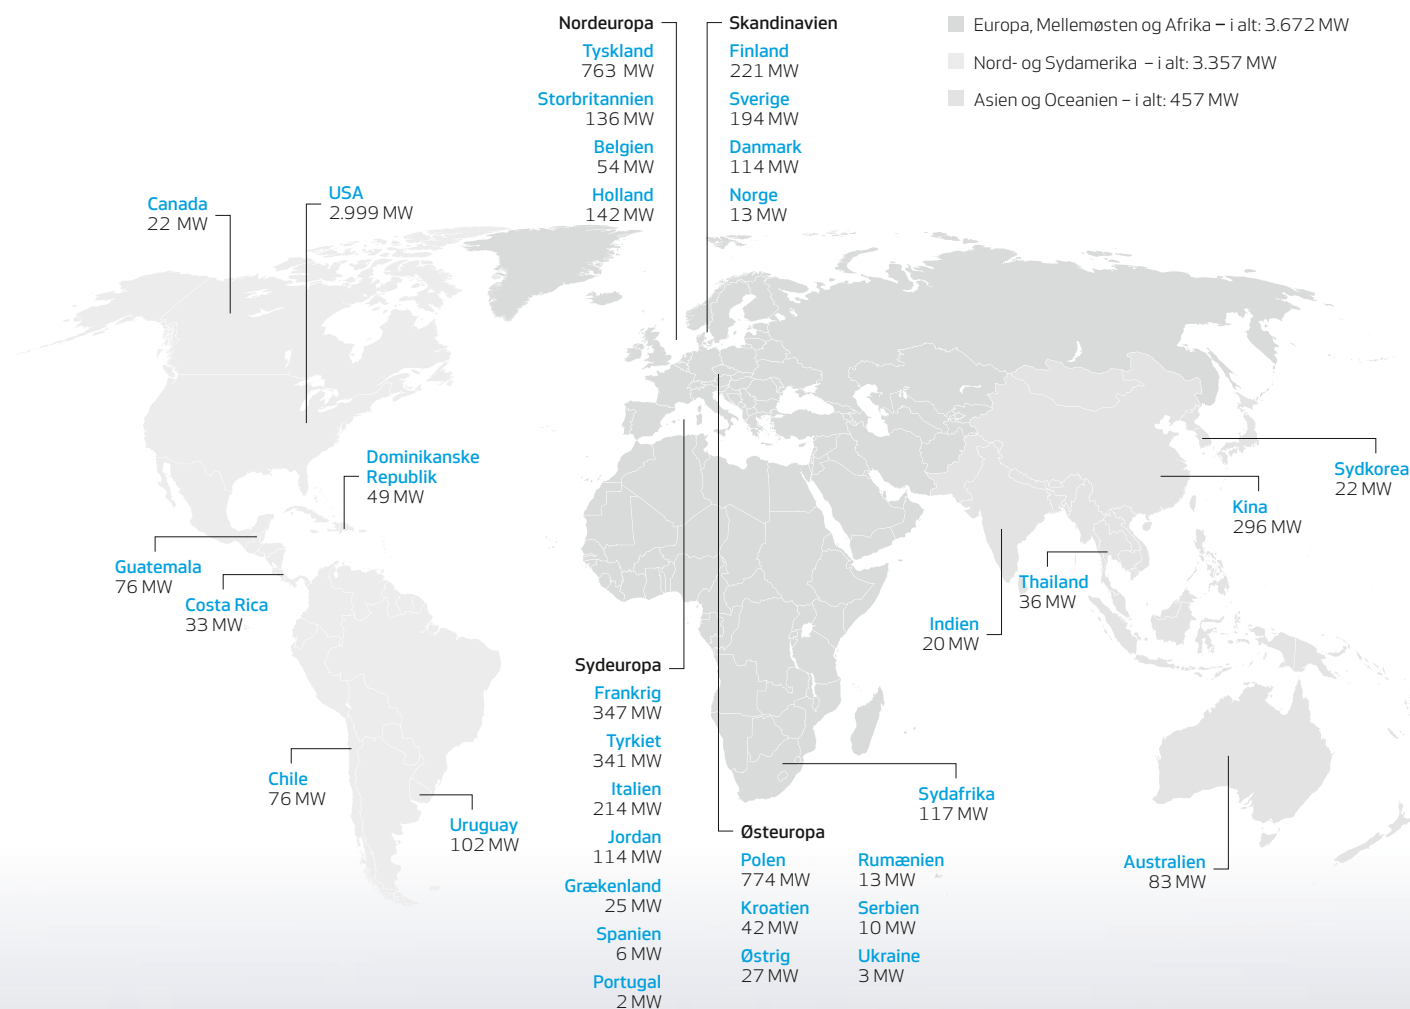 Nordeuropa
Tyskland
763 MW
Storbritannien
136 MW
Belgien
54 MW
Holland
142 MW
Skandinavien
Finland
221 MW
Sverige
194 MW
Danmark
114 MW
Norge
13 MW
Europa, Mellemøsten og Afrika – i alt: 3.672 MW
Nord- og Sydamerika – i alt: 3.357 MW
Asien og Oceanien – i alt: 457 MW
Canada
22 MW
USA
2.999 MW
Dominikanske
Republik
49 MW
Guatemala
76 MW
Costa Rica
33 MW
Chile
76 MW
Uruguay
102 MW
Sydkorea
22 MW
Kina
296 MW
Thailand
36 MW
Indien
20 MW
Sydeuropa
Frankrig
347 MW
Tyrkiet
341 MW
Italien
214 MW
Jordan
114 MW
Grækenland
25 MW
Spanien
6 MW
Portugal
2 MW
Sydafrika
117 MW
Østeuropa
Polen
774 MW
Kroatien
42 MW
Østrig
27 MW
Rumænien
13 MW
Serbien
10 MW
Ukraine
3 MW
Australien
83 MW